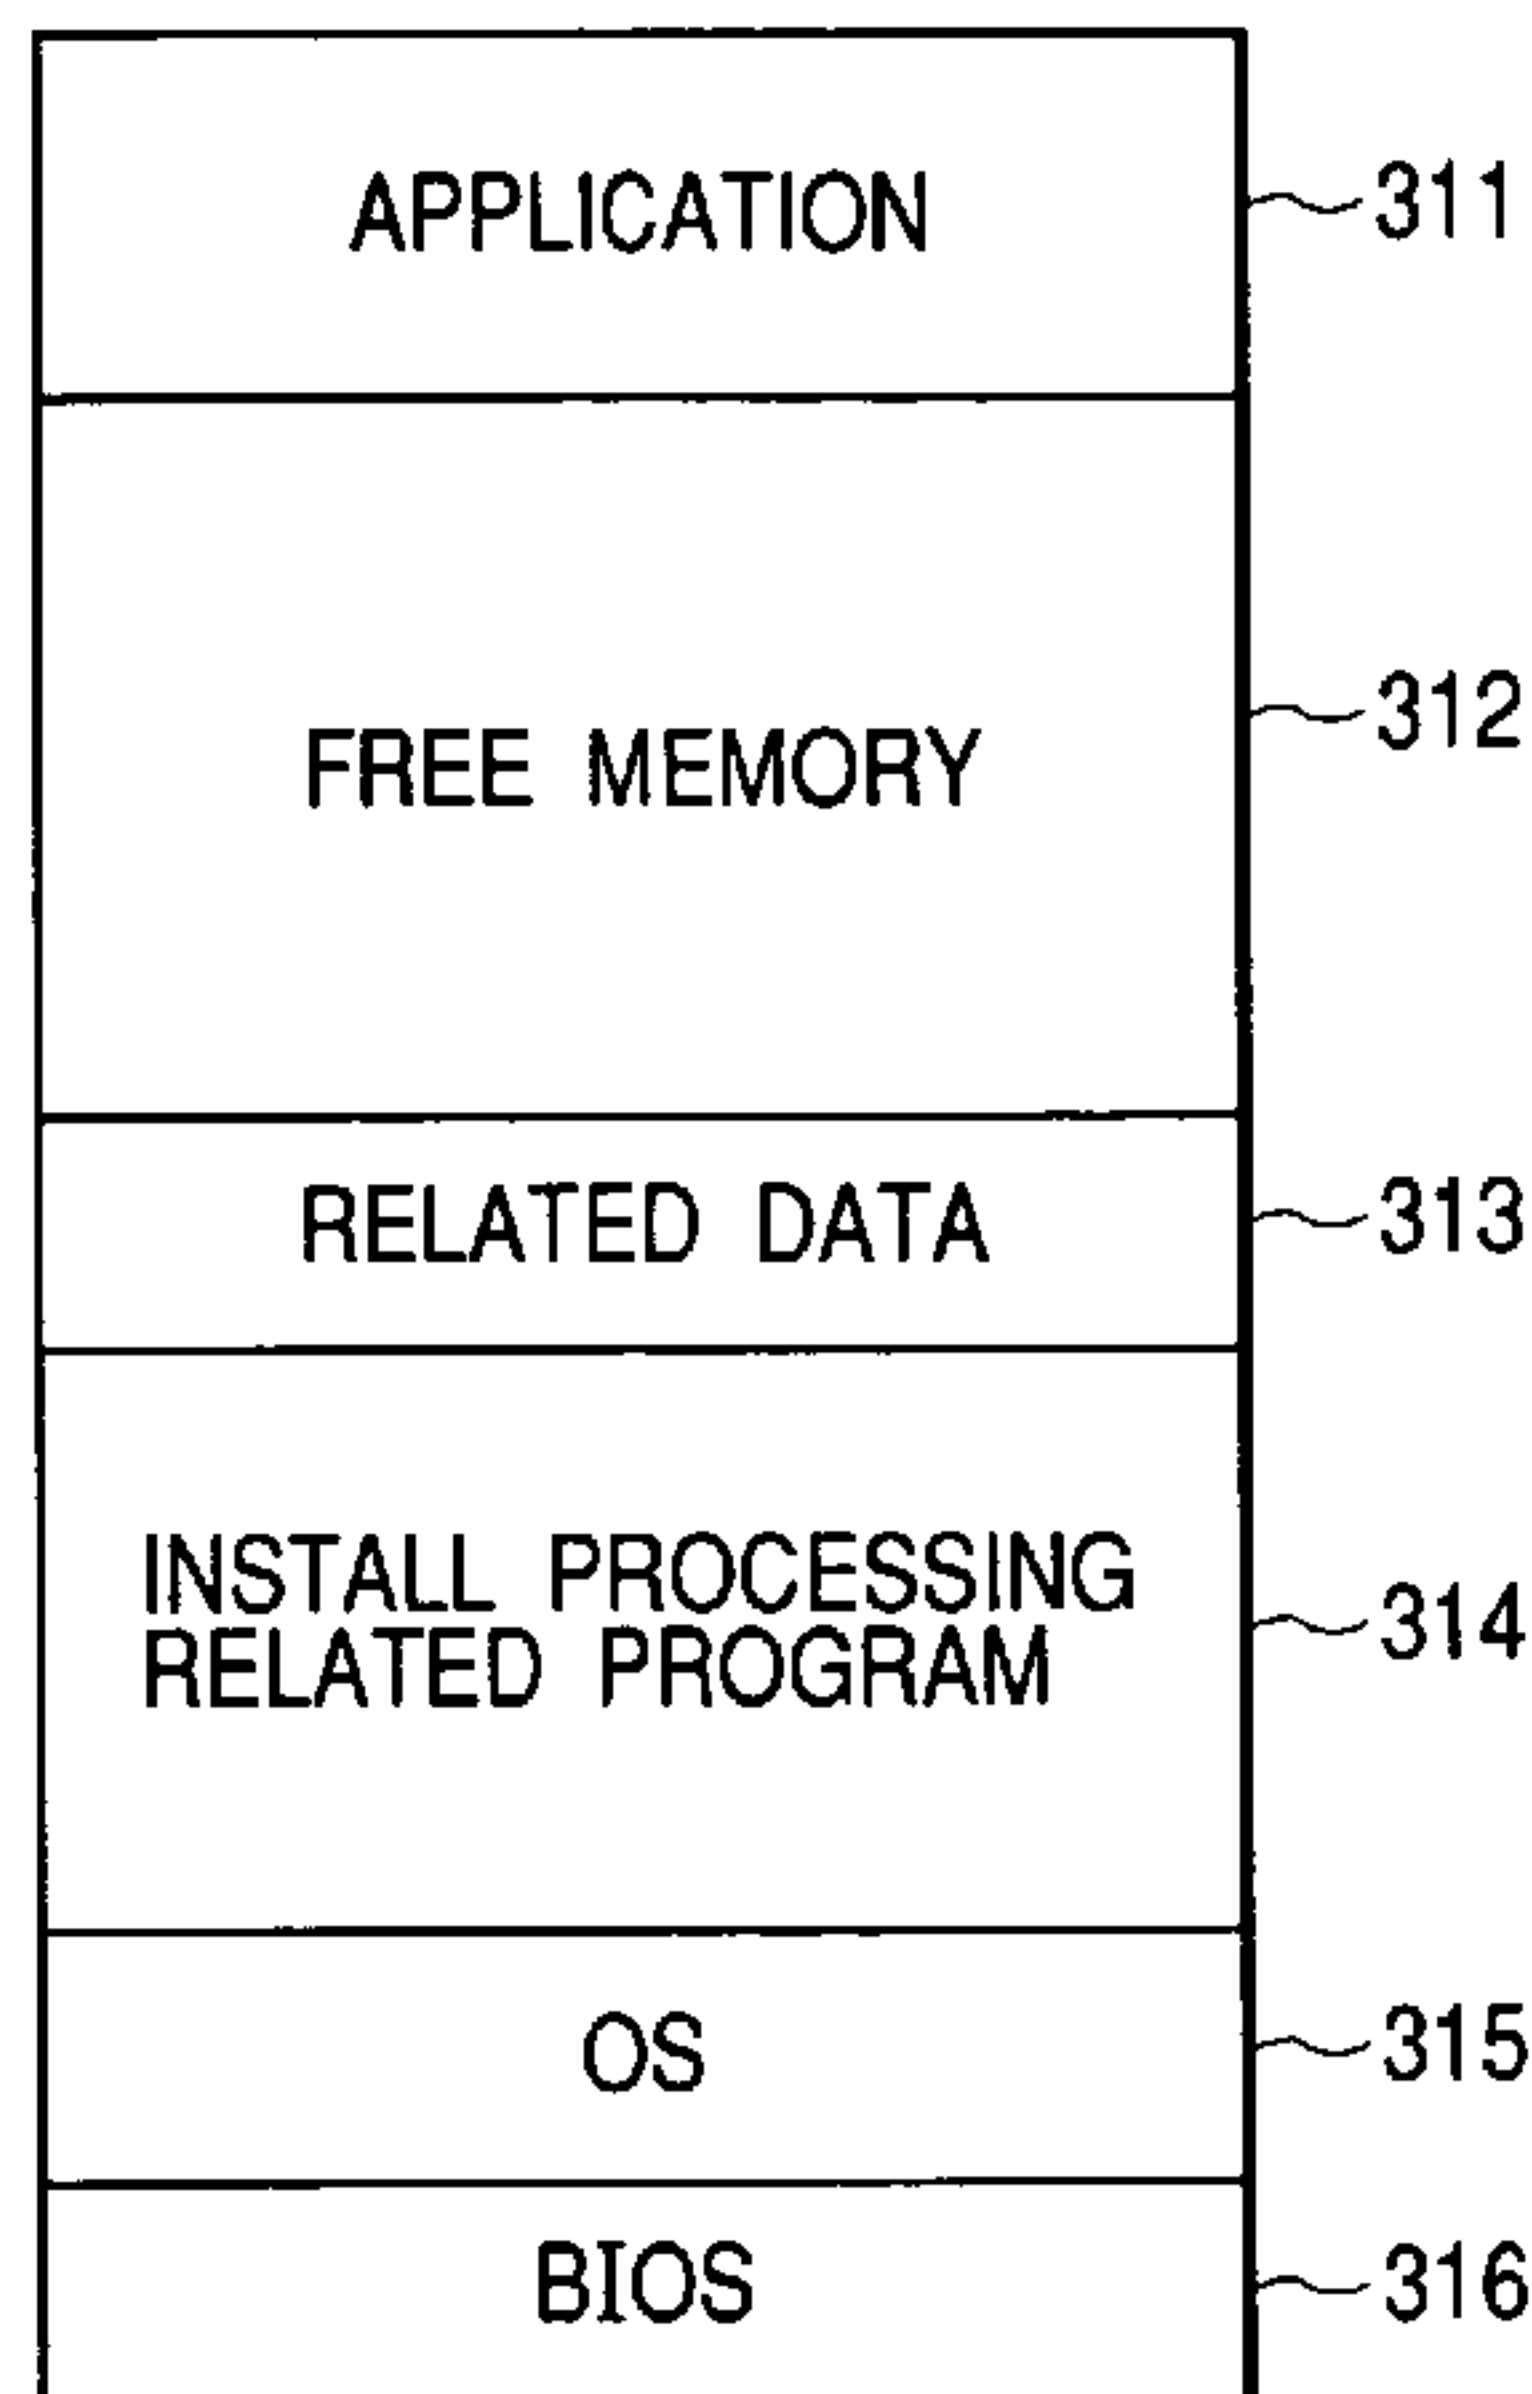 APPLICATION 311
FREE MEMORY 312
RELATED DATA 313
INSTALL PROCESSING
RELATED PROGRAM 314
OS 315
BIOS 316